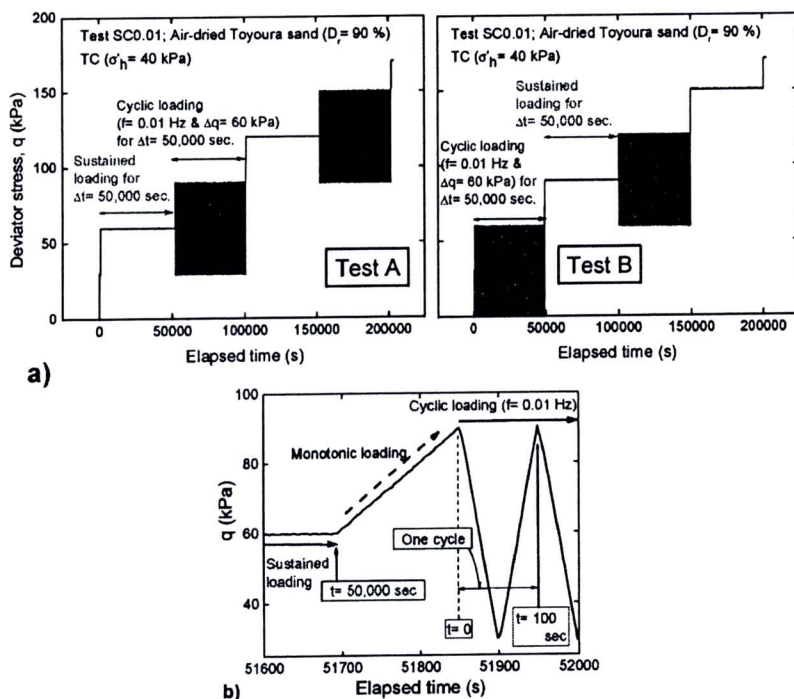 Test SC0.01; Air-dried Toyoura sand (Dr= 90 %)
TC (σ'h= 40 kPa)
Cyclic loading
(f= 0.01 Hz & Δq= 60 kPa)
for Δt= 50,000 sec.
Sustained
loading for
Δt= 50,000 sec.
Test A
Deviator stress, q (kPa)
200
150
100
50
0
0 50000 100000 150000 200000
Elapsed time (s)
Test SC0.01; Air-dried Toyoura sand (Dr= 90 %)
TC (σ'h= 40 kPa)
Sustained
loading for
Δt= 50,000 sec.
Cyclic loading
(f= 0.01 Hz &
Δq= 60 kPa) for
Δt= 50,000 sec.
Test B
0 50000 100000 150000 200000
Elapsed time (s)
a)
Cyclic loading (f= 0.01 Hz)
Monotonic loading
One cycle
Sustained
loading
t= 50,000 sec
t= 0
t= 100
sec
q (kPa)
100
80
60
40
51600 51700 51800 51900 52000
Elapsed time (s)
b)